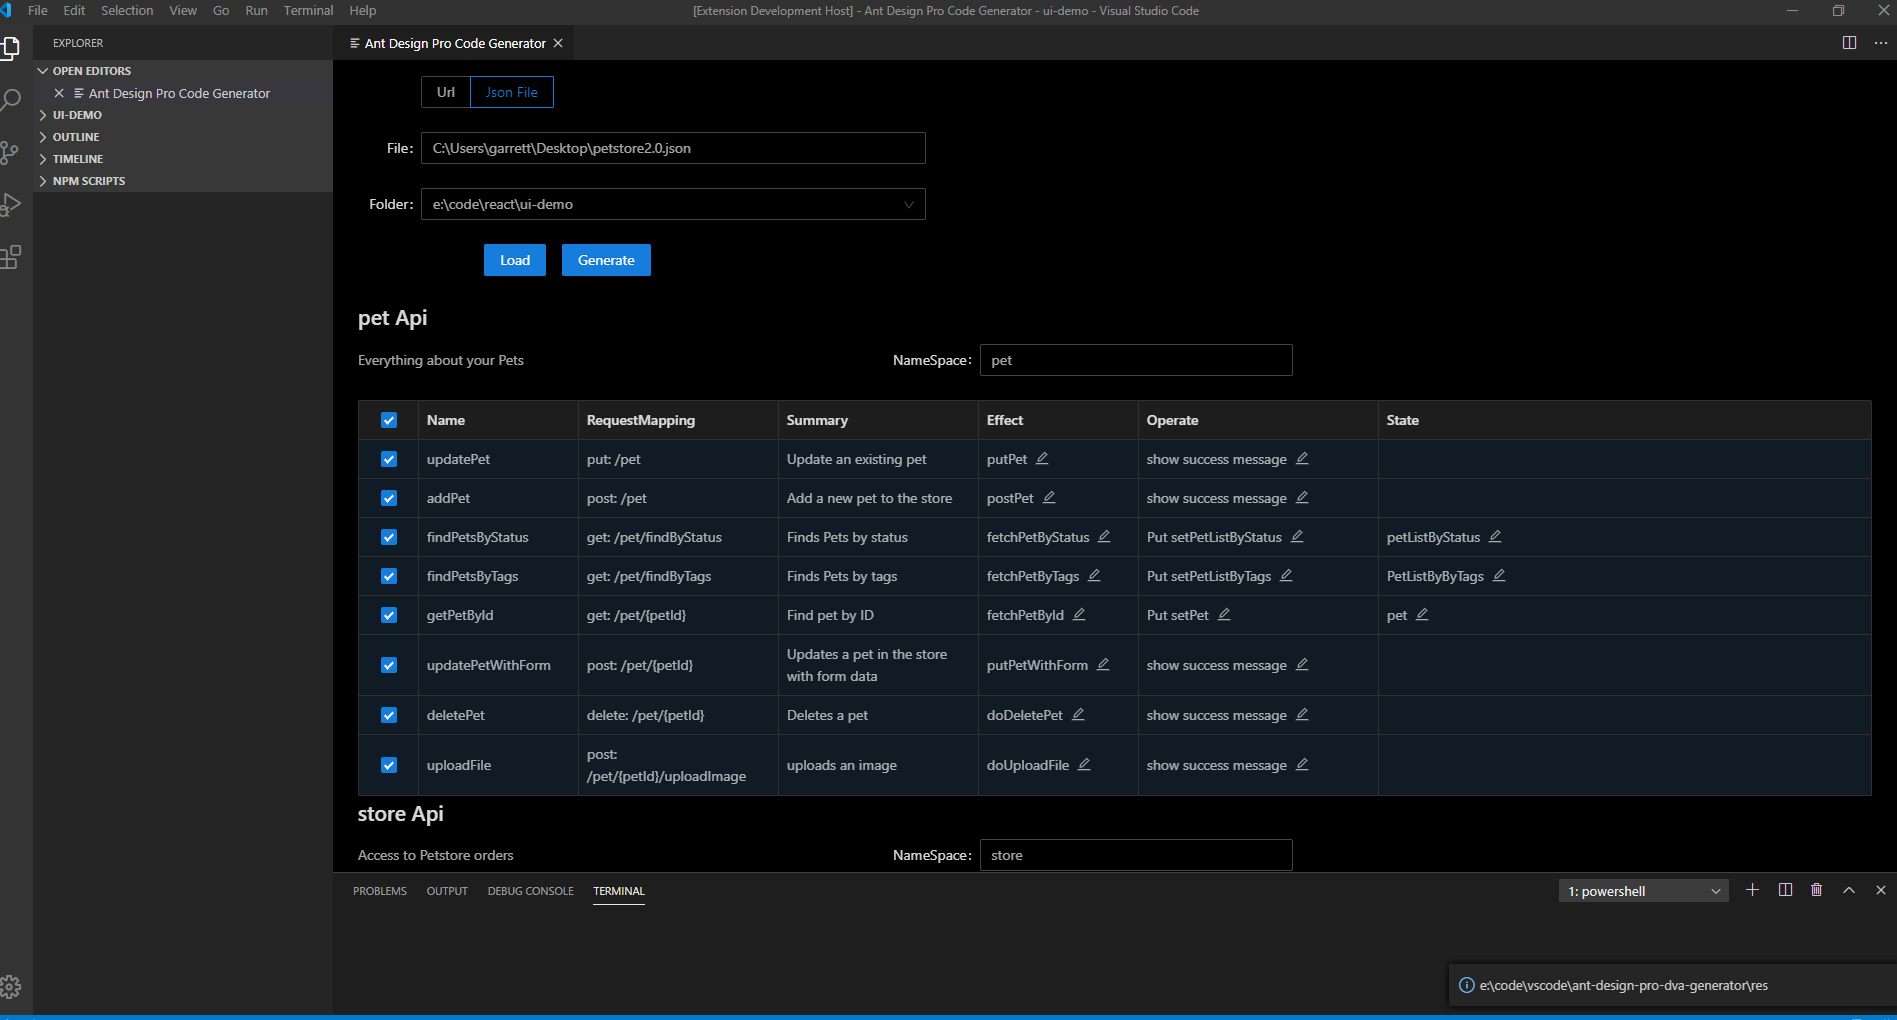 File Edit Selection View Go Run Terminal Help [Extension Development Host] - Ant Design Pro Code Generator - ui-demo - Visual Studio Code
EXPLORER
Ant Design Pro Code Generator
OPEN EDITORS
Ant Design Pro Code Generator
UI-DEMO
OUTLINE
TIMELINE
NPM SCRIPTS
Url Json File
File: C:\Users\garrett\Desktop\petstore2.0.json
Folder: e:\code\react\ui-demo
Load Generate
pet Api
Everything about your Pets NameSpace: pet
Name RequestMapping Summary Effect Operate State
updatePet put: /pet Update an existing pet putPet show success message
addPet post: /pet Add a new pet to the store postPet show success message
findPetsByStatus get: /pet/findByStatus Finds Pets by status fetchPetByStatus Put setPetListByStatus petListByStatus
findPetsByTags get: /pet/findByTags Finds Pets by tags fetchPetByTags Put setPetListByTags PetListByByTags
getPetById get: /pet/{petId} Find pet by ID fetchPetById Put setPet pet
updatePetWithForm post: /pet/{petId} Updates a pet in the store with form data putPetWithForm show success message
deletePet delete: /pet/{petId} Deletes a pet doDeletePet show success message
uploadFile post: /pet/{petId}/uploadImage uploads an image doUploadFile show success message
store Api
Access to Petstore orders NameSpace: store
PROBLEMS OUTPUT DEBUG CONSOLE TERMINAL 1: powershell
e:\code\vscode\ant-design-pro-dva-generator\res